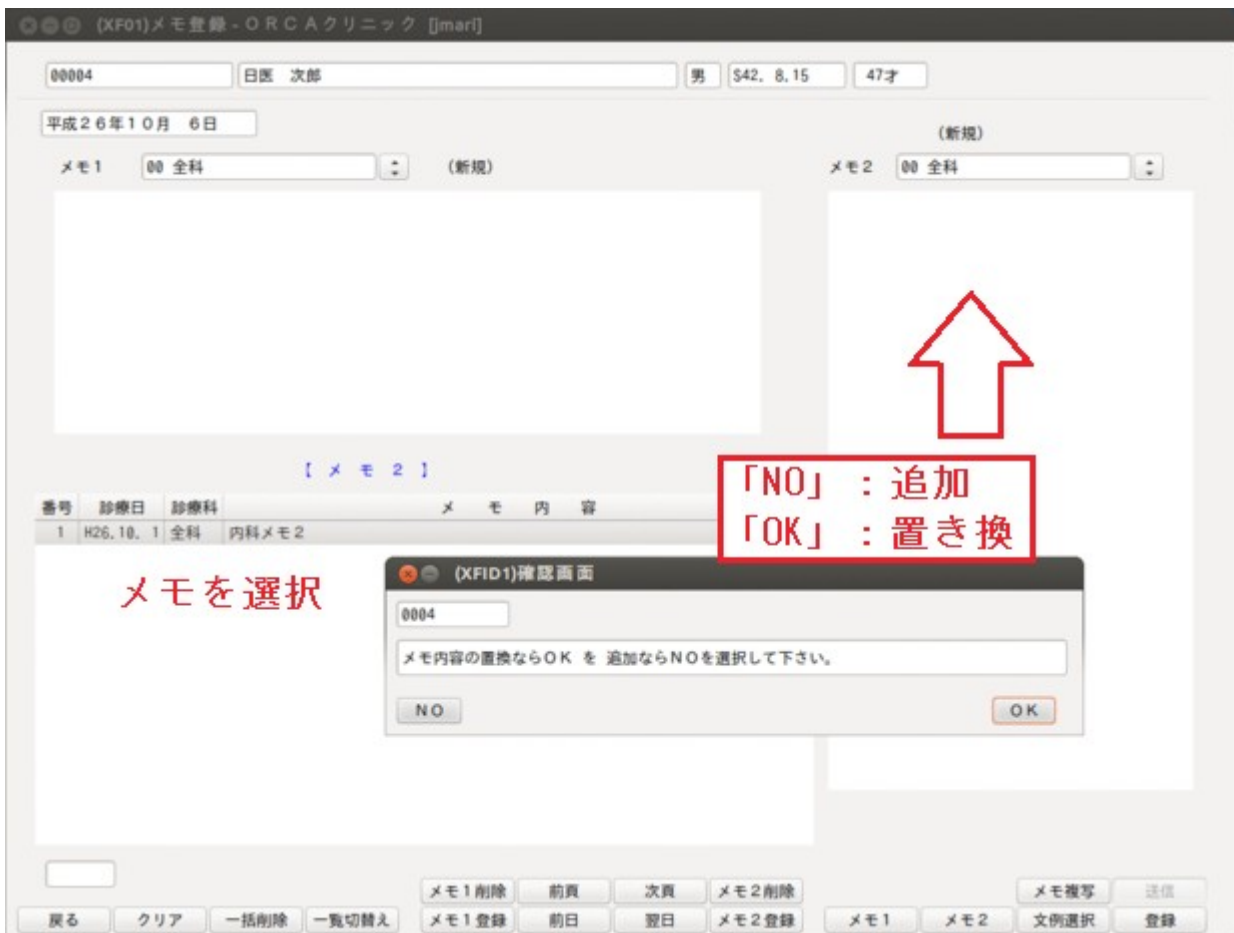 (XF01)メモ登録-ORCAクリニック [jmari]
00004 日医 次郎 男 S42. 8.15 47才
平成26年10月 6日
(新規)
メモ1 00 全科 (新規) メモ2 00 全科
【メモ2】
「NO」:追加
「OK」:置き換
番号 診療日 診療科 メモ内容
1 H26.10. 1 全科 内科メモ2
メモを選択
(XFID1)確認画面
0004
メモ内容の置換ならOK を 追加ならNOを選択して下さい。
NO OK
メモ1削除 前頁 次頁 メモ2削除 メモ複写 送信
戻る クリア 一括削除 一覧切替え メモ1登録 前日 翌日 メモ2登録 メモ1 メモ2 文例選択 登録